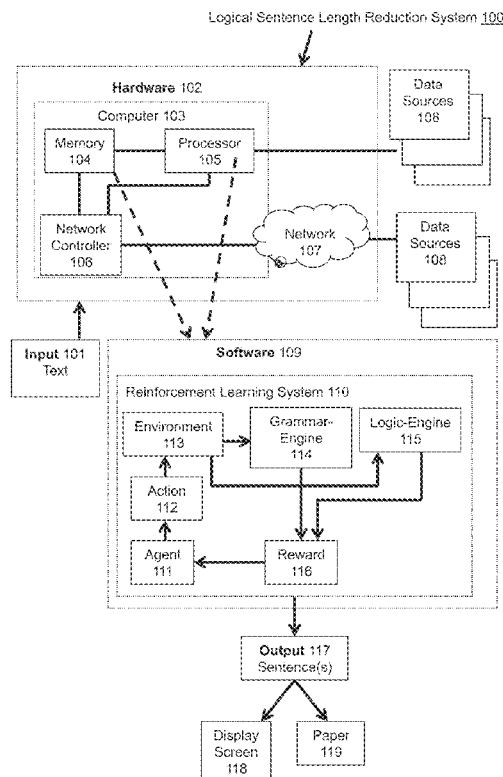 Logical Sentence Length Reduction System 100
Hardware 102
Computer 103
Memory
104
Processor
105
Network
Controller
106
Network
107
Data
Sources
108
Data
Sources
108
Input 101
Text
Software 109
Reinforcement Learning System 110
Environment
113
Grammar-
Engine
114
Logic-Engine
115
Action
112
Agent
111
Reward
116
Output 117
Sentence(s)
Display
Screen
118
Paper
119